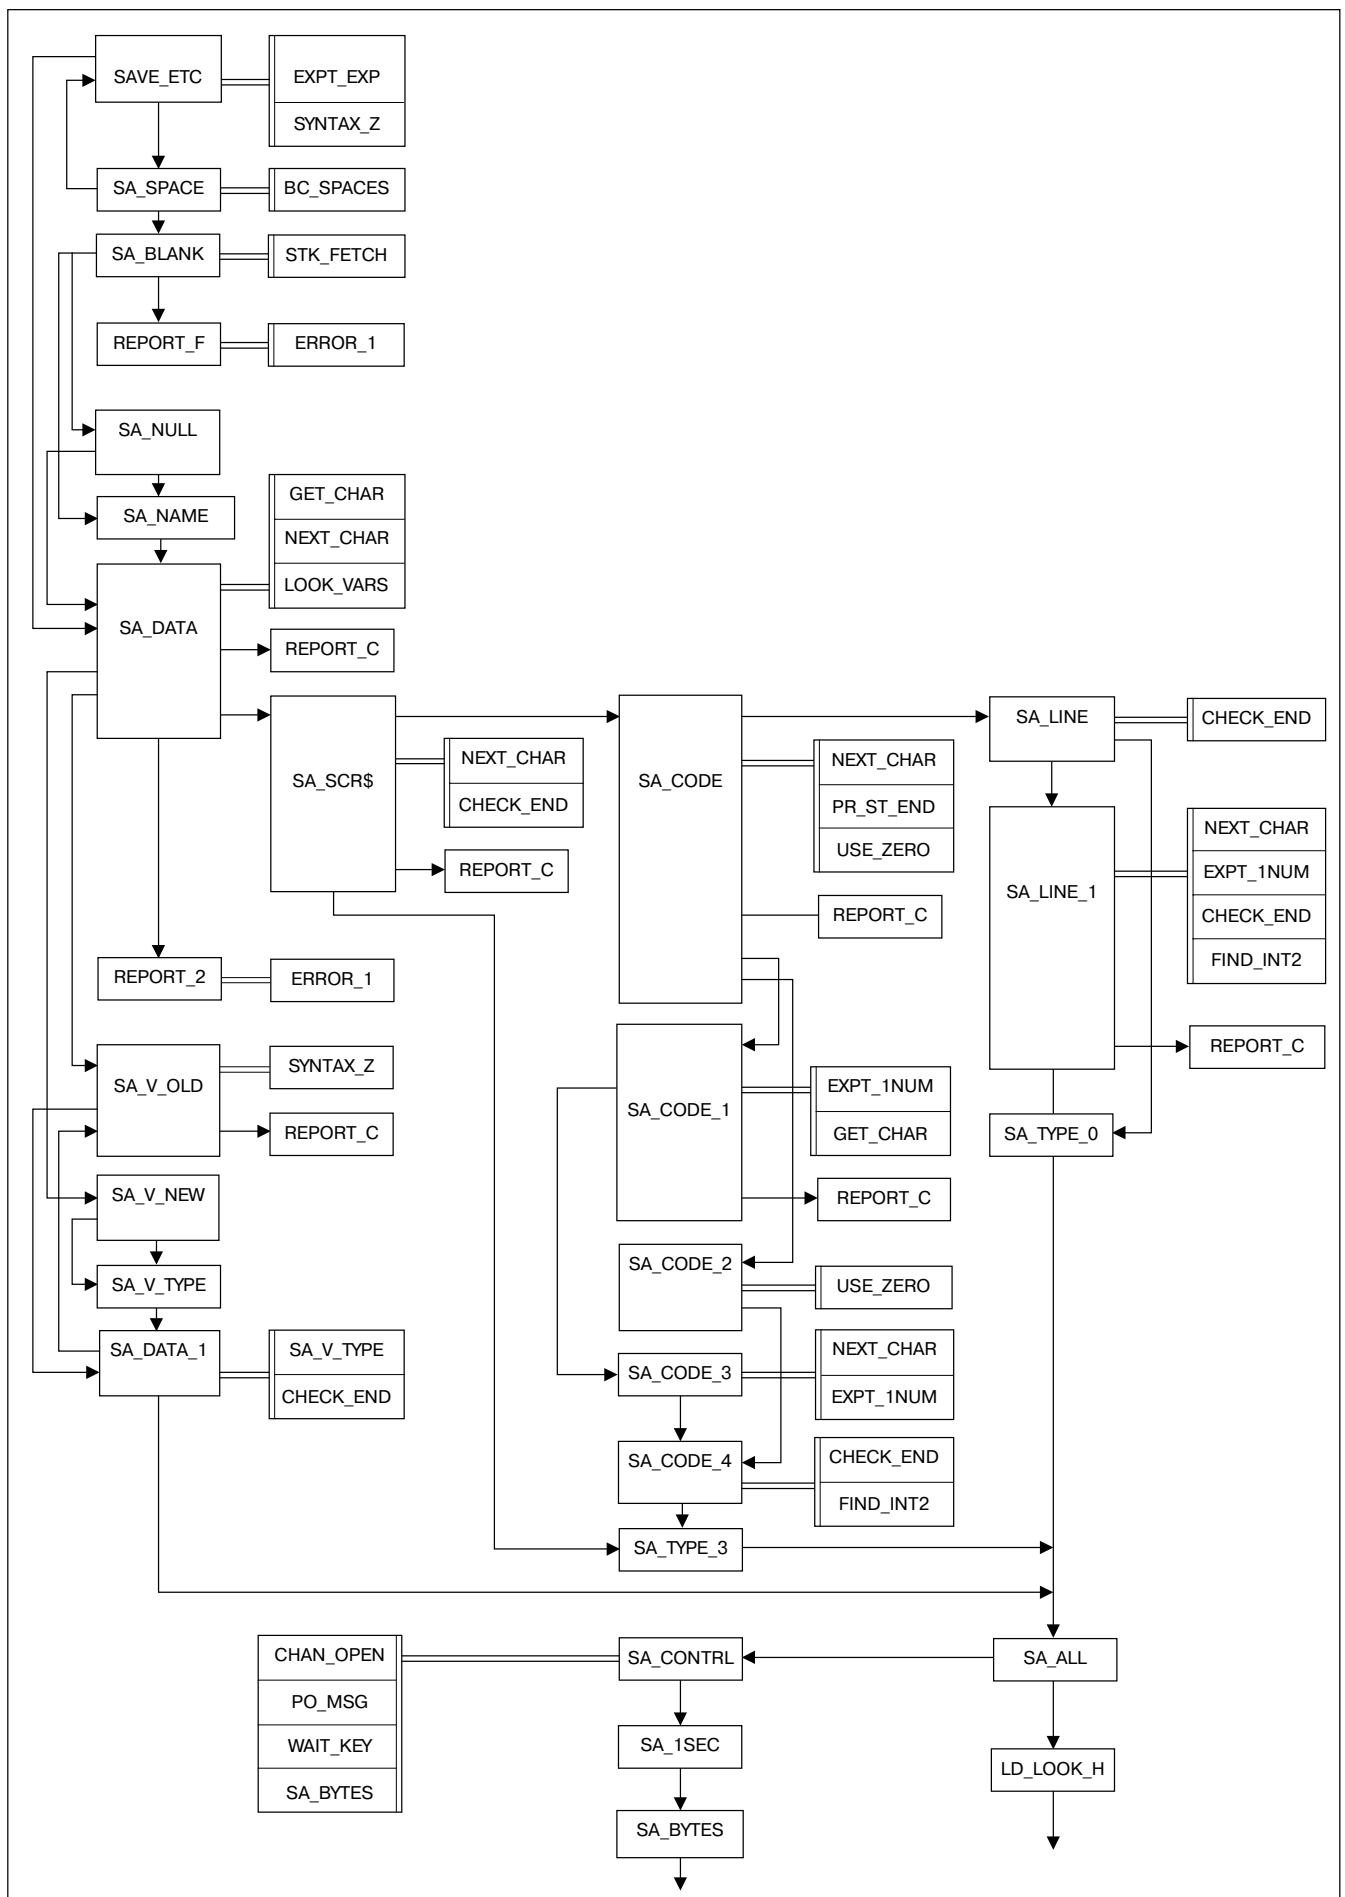 SAVE_ETC
EXPT_EXP
SYNTAX_Z
SA_SPACE
BC_SPACES
SA_BLANK
STK_FETCH
REPORT_F
ERROR_1
SA_NULL
SA_NAME
GET_CHAR
NEXT_CHAR
LOOK_VARS
SA_DATA
REPORT_C
SA_SCR$
NEXT_CHAR
CHECK_END
REPORT_C
SA_CODE
NEXT_CHAR
PR_ST_END
USE_ZERO
REPORT_C
SA_LINE
CHECK_END
SA_LINE_1
NEXT_CHAR
EXPT_1NUM
CHECK_END
FIND_INT2
REPORT_C
REPORT_2
ERROR_1
SA_V_OLD
SYNTAX_Z
REPORT_C
SA_CODE_1
EXPT_1NUM
GET_CHAR
REPORT_C
SA_TYPE_0
SA_V_NEW
SA_V_TYPE
SA_CODE_2
USE_ZERO
SA_DATA_1
SA_V_TYPE
CHECK_END
SA_CODE_3
NEXT_CHAR
EXPT_1NUM
SA_CODE_4
CHECK_END
FIND_INT2
SA_TYPE_3
CHAN_OPEN
PO_MSG
WAIT_KEY
SA_BYTES
SA_CONTRL
SA_ALL
SA_1SEC
LD_LOOK_H
SA_BYTES